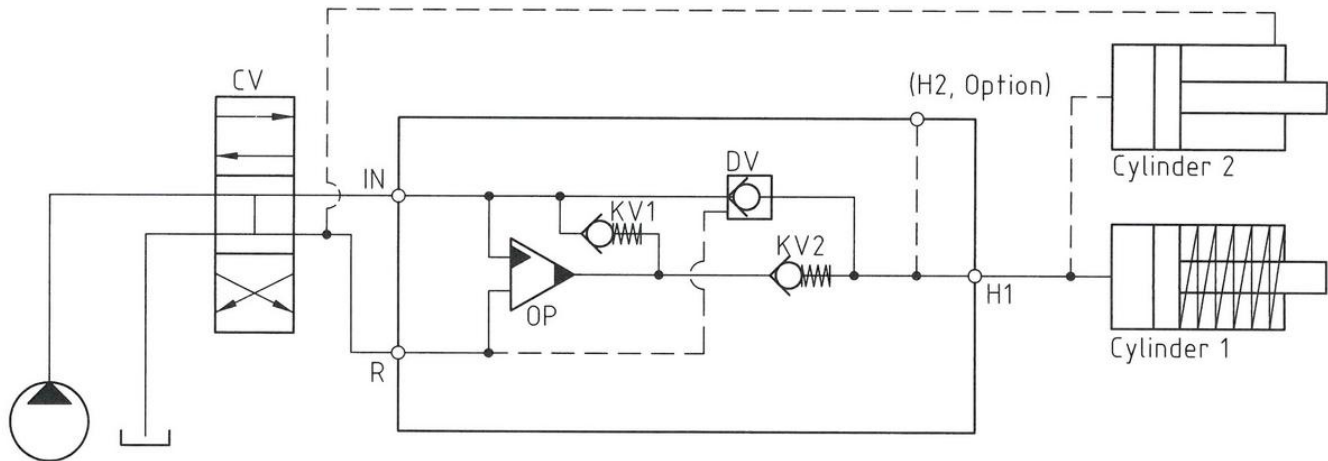 CV
(H2, Option)
Cylinder 2
IN
DV
KV1
KV2
OP
H1
R
Cylinder 1